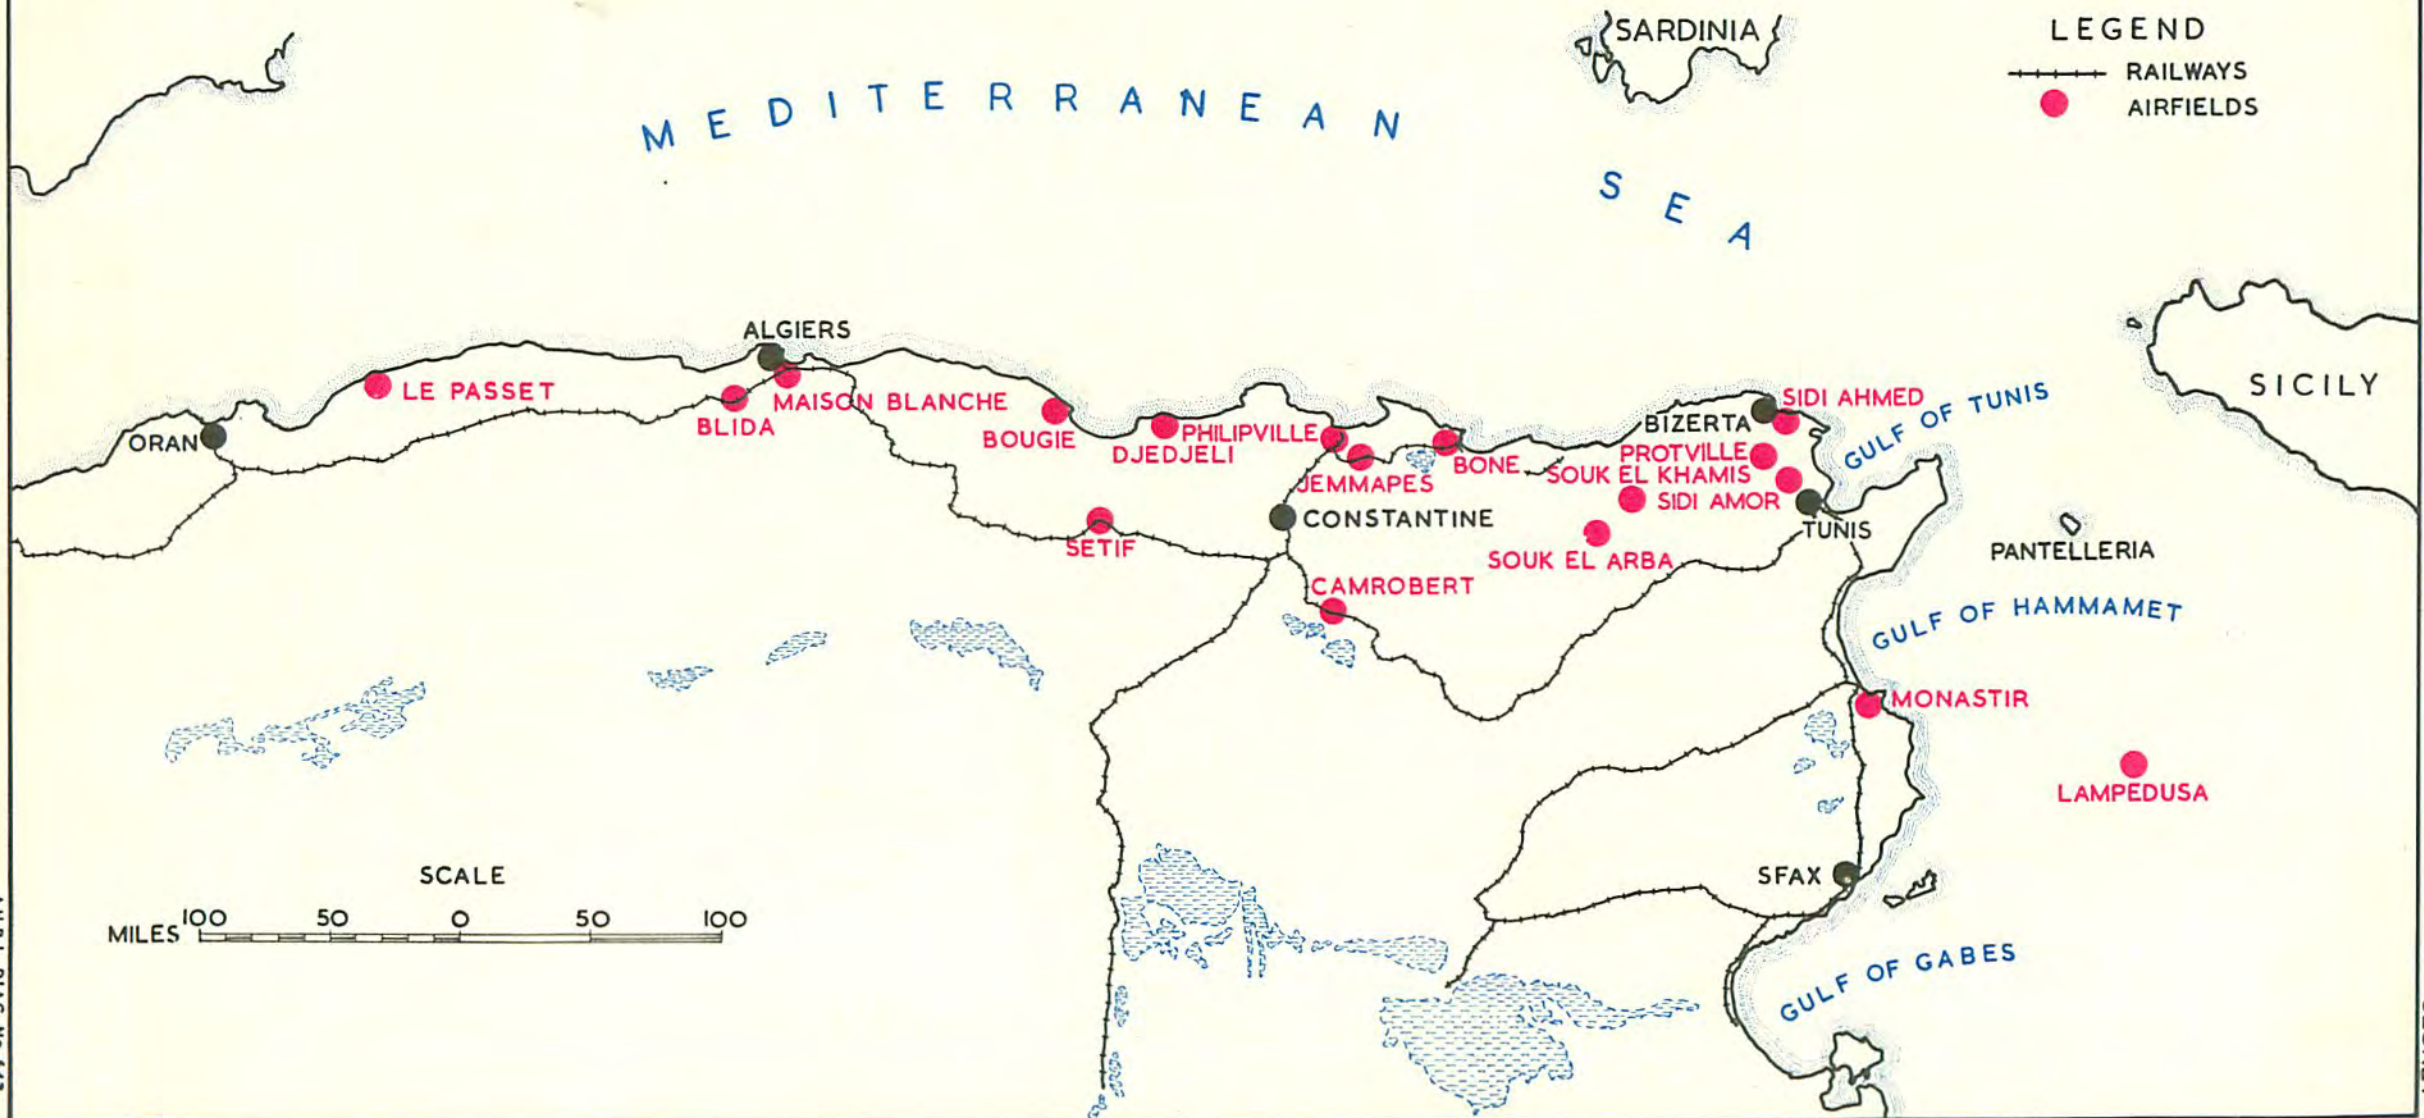 SARDINIA
LEGEND
RAILWAYS
AIRFIELDS
MEDITERRANEAN
SEA
ALGIERS
LE PASSET
MAISON BLANCHE
BLIDA
ORAN
BOUGIE
DJEDJELI
PHILIPVILLE
JEMMAPES
BONE
BIZERTA
SIDI AHMED
GULF OF TUNIS
PROTVILLE
SOUK EL KHAMIS
SIDI AMOR
TUNIS
SICILY
CONSTANTINE
SETIF
SOUK EL ARBA
PANTELLERIA
CAMROBERT
GULF OF HAMMAMET
MONASTIR
LAMPEDUSA
SFAX
GULF OF GABES
SCALE
MILES 100 50 0 50 100